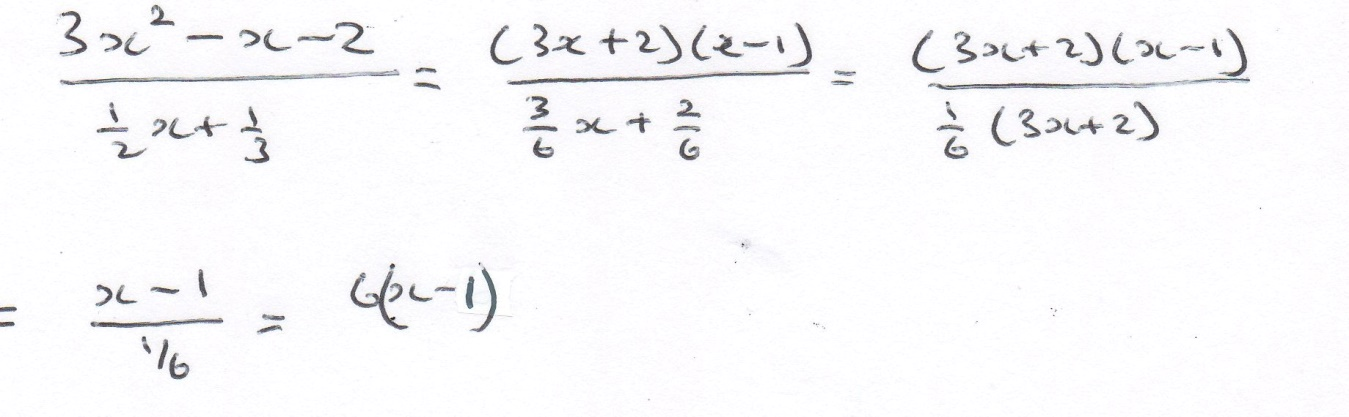 (3x² - x - 2)/(1/2 x + 1/3) = ((3x + 2)(x - 1))/(3/6 x + 2/6) = ((3x + 2)(x - 1))/(1/6 (3x + 2))
= (x - 1)/(1/6) = 6(x - 1)